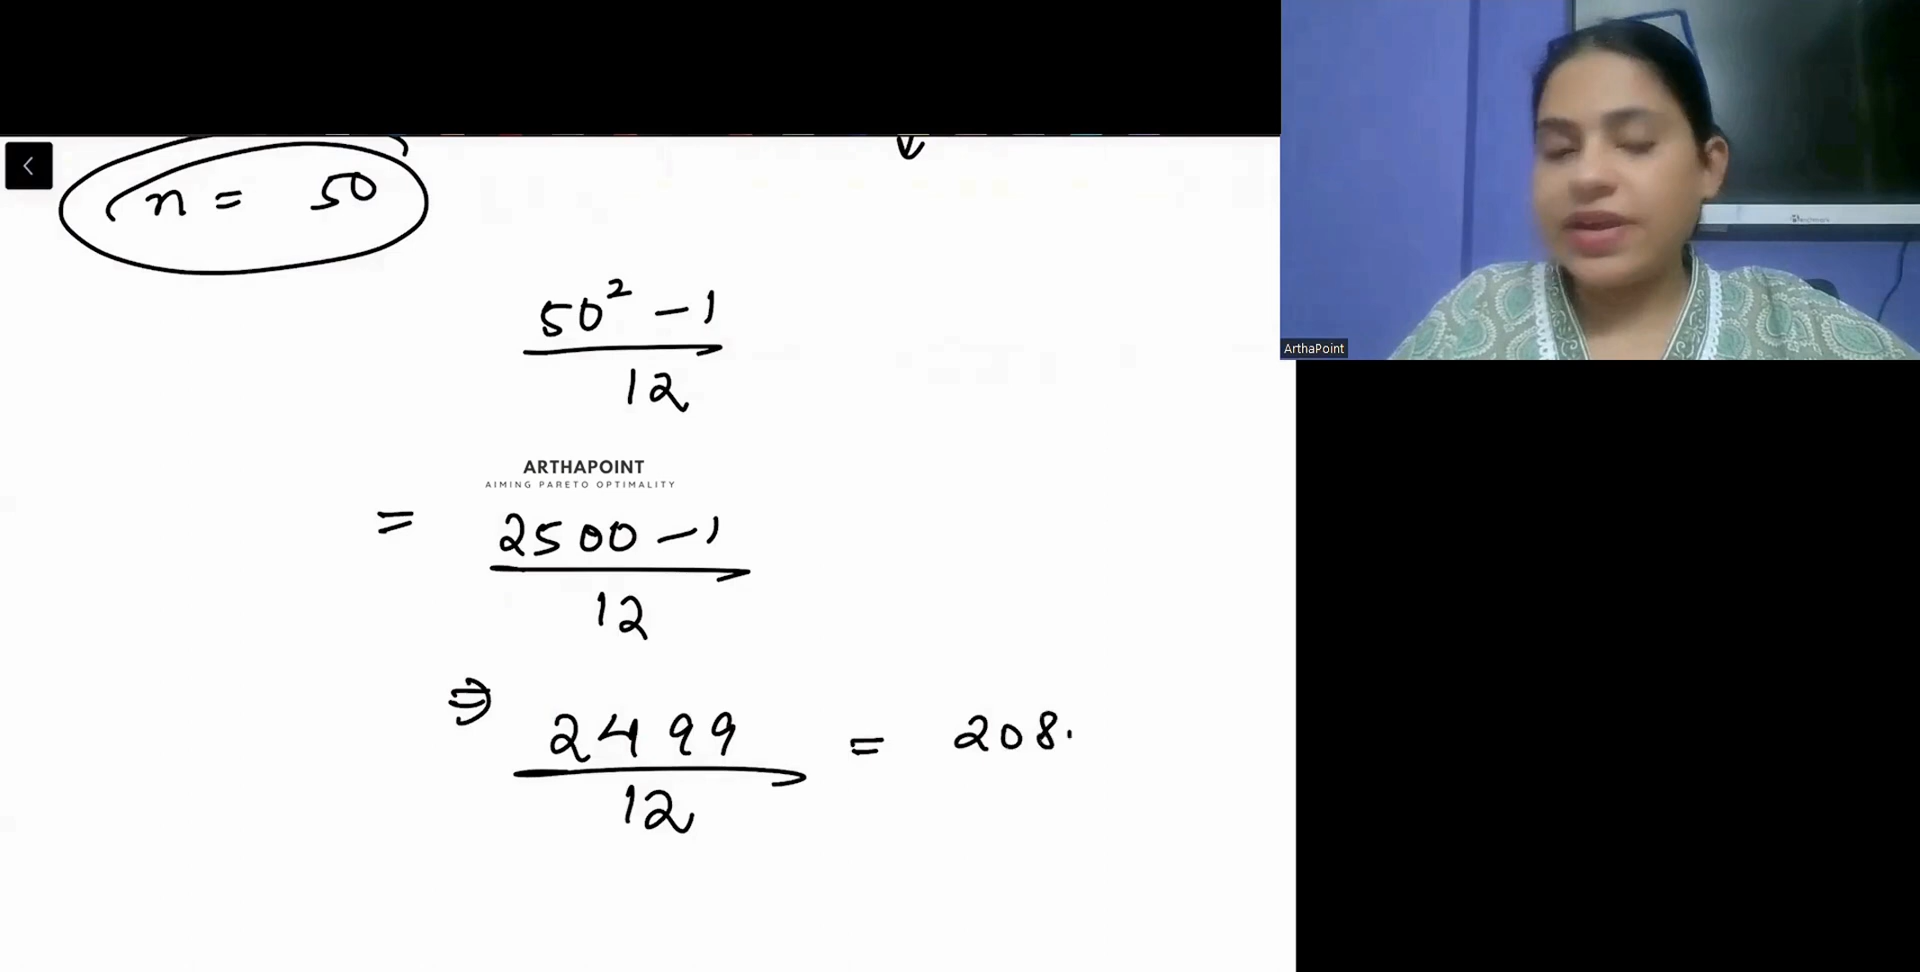 n = 50
50² - 1
12
ARTHAPOINT
AIMING PARETO OPTIMALITY
= 2500 - 1
12
⇒ 2499 = 208.
12
ArthaPoint